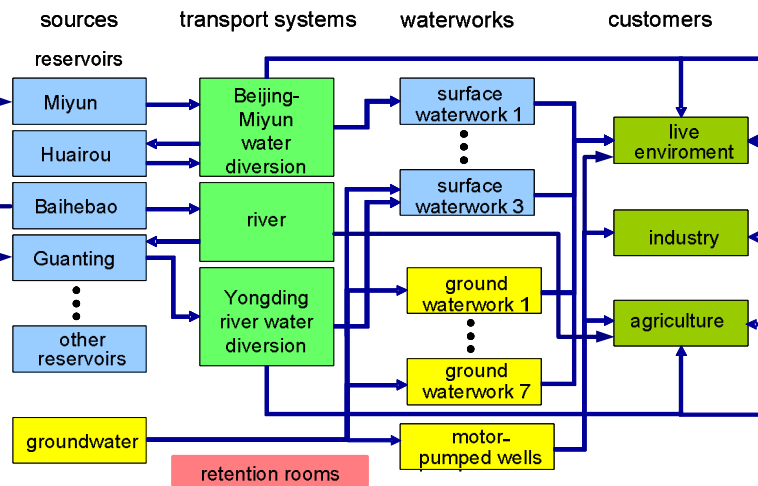 sources
transport systems
waterworks
customers
reservoirs
Miyun
Huairou
Baihebao
Guanting
other
reservoirs
groundwater
Beijing-
Miyun
water
diversion
river
Yongding
river water
diversion
retention rooms
surface
waterwork 1
surface
waterwork 3
ground
waterwork 1
ground
waterwork 7
motor-
pumped wells
live
enviroment
industry
agriculture